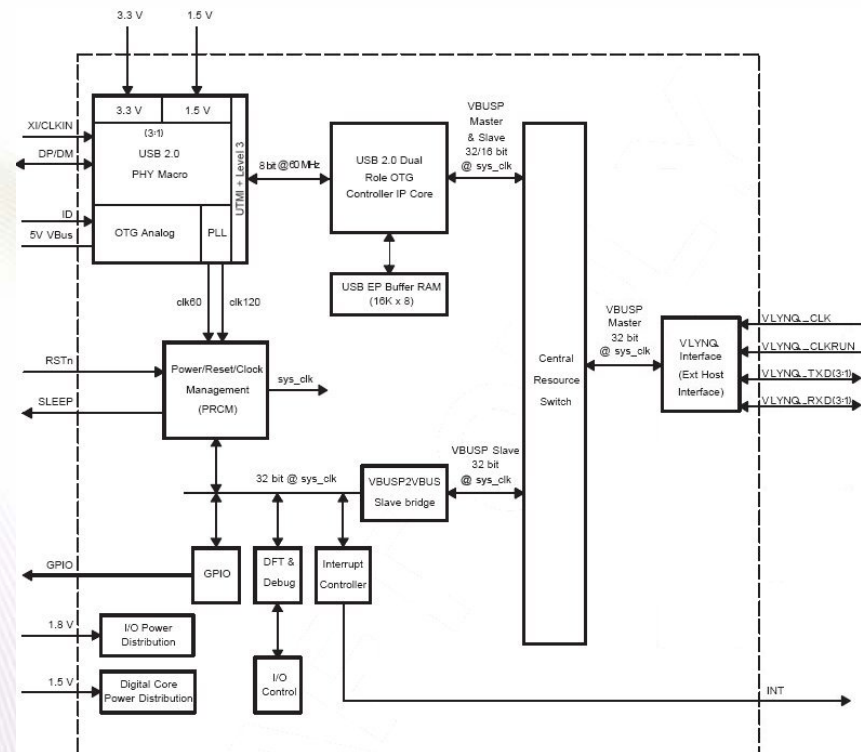 3.3 V
1.5 V
XI/CLKIN
DP/DM
ID
5V VBus
3.3 V
1.5 V
(3:1)
USB 2.0
PHY Macro
UTMI + Level 3
OTG Analog
PLL
8 bit @60 MHz
USB 2.0 Dual
Role OTG
Controller IP Core
USB EP Buffer RAM
(16K x 8)
VBUSP
Master
& Slave
32/16 bit
@ sys_clk
clk60
clk120
RSTn
SLEEP
Power/Reset/Clock
Management
(PRCM)
sys_clk
Central
Resource
Switch
VBUSP
Master
32 bit
@ sys_clk
VLYNQ
Interface
(Ext Host
Interface)
VLYNQ_CLK
VLYNQ_CLKRUN
VLYNQ_TXD(3:1)
VLYNQ_RXD(3:1)
32 bit @ sys_clk
VBUSP2VBUS
Slave bridge
VBUSP Slave
32 bit
@ sys_clk
GPIO
GPIO
DFT &
Debug
Interrupt
Controller
1.8 V
I/O Power
Distribution
1.5 V
Digital Core
Power Distribution
I/O
Control
INT